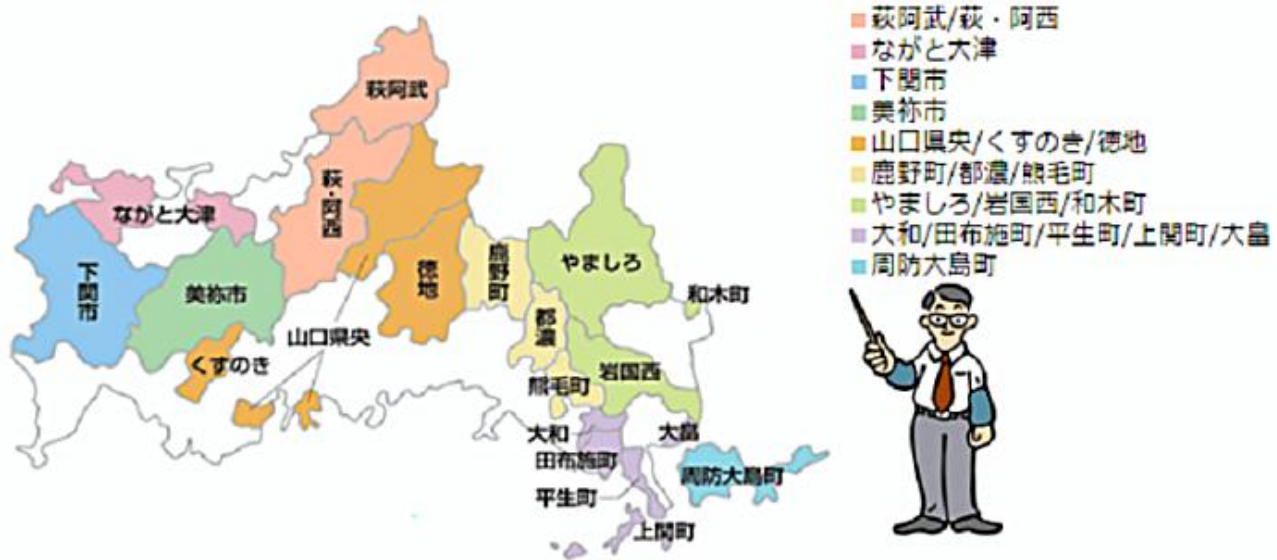 萩阿武/萩・阿西
ながと大津
下関市
美祢市
山口県央/くすのき/徳地
鹿野町/都濃/熊毛町
やましろ/岩国西/和木町
大和/田布施町/平生町/上関町/大畠
周防大島町
萩阿武
萩・阿西
ながと大津
下関市
美祢市
徳地
鹿野町
やましろ
和木町
都濃
山口県央
くすのき
岩国西
熊毛町
大和
大畠
田布施町
周防大島町
平生町
上関町